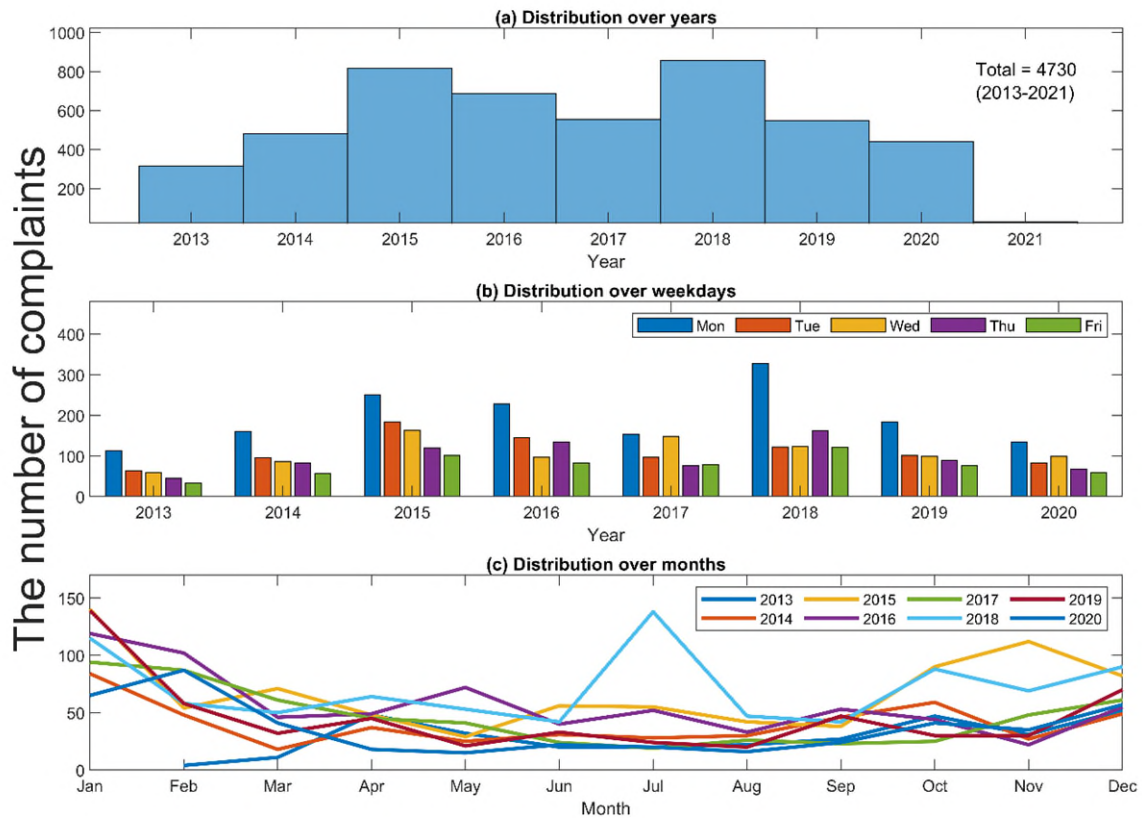 The number of complaints
(a) Distribution over years
1000
800
600
400
200
Total = 4730
(2013-2021)
2013 2014 2015 2016 2017 2018 2019 2020 2021
Year
(b) Distribution over weekdays
400
300
200
100
0
Mon Tue Wed Thu Fri
2013 2014 2015 2016 2017 2018 2019 2020
Year
(c) Distribution over months
150
100
50
0
2013 2015 2017 2019
2014 2016 2018 2020
Jan Feb Mar Apr May Jun Jul Aug Sep Oct Nov Dec
Month